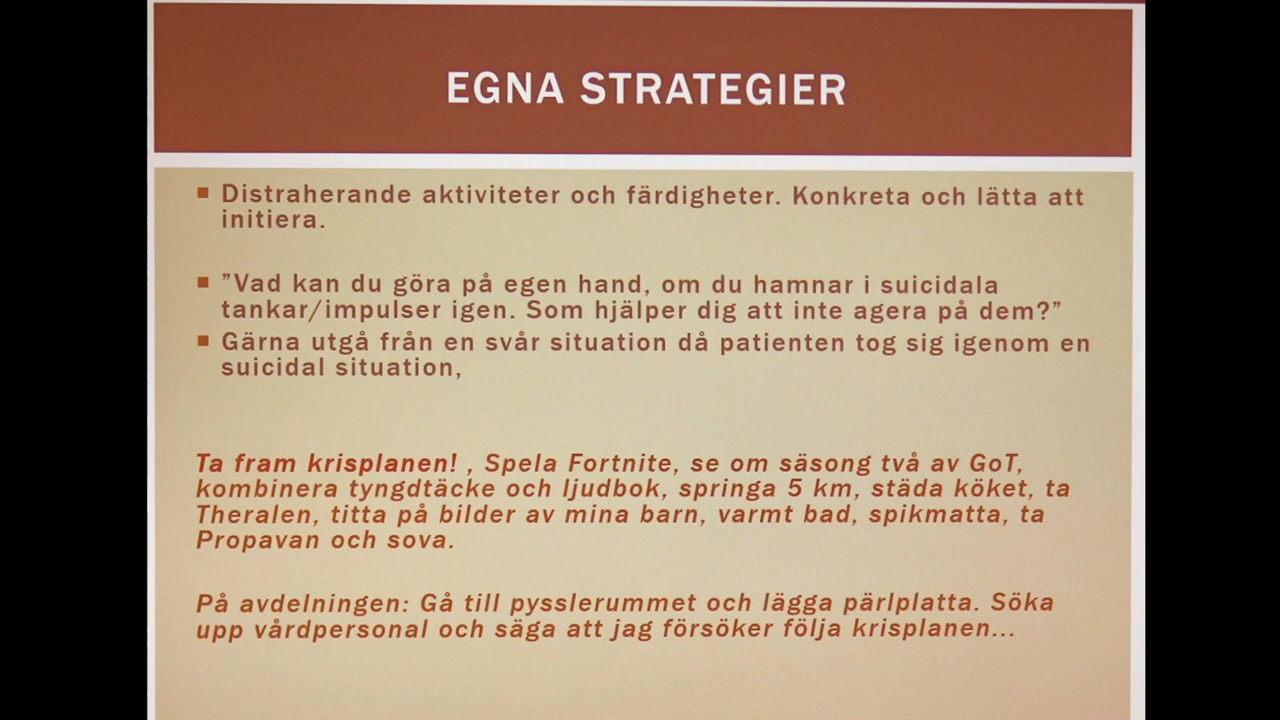 EGNA STRATEGIER
▪ Distraherande aktiviteter och färdigheter. Konkreta och lätta att
initiera.
▪ ”Vad kan du göra på egen hand, om du hamnar i suicidala
tankar/impulser igen. Som hjälper dig att inte agera på dem?”
▪ Gärna utgå från en svår situation då patienten tog sig igenom en
suicidal situation,
Ta fram krisplanen! , Spela Fortnite, se om säsong två av GoT,
kombinera tyngdtäcke och ljudbok, springa 5 km, städa köket, ta
Theralen, titta på bilder av mina barn, varmt bad, spikmatta, ta
Propavan och sova.
På avdelningen: Gå till pysslerummet och lägga pärlplatta. Söka
upp vårdpersonal och säga att jag försöker följa krisplanen...